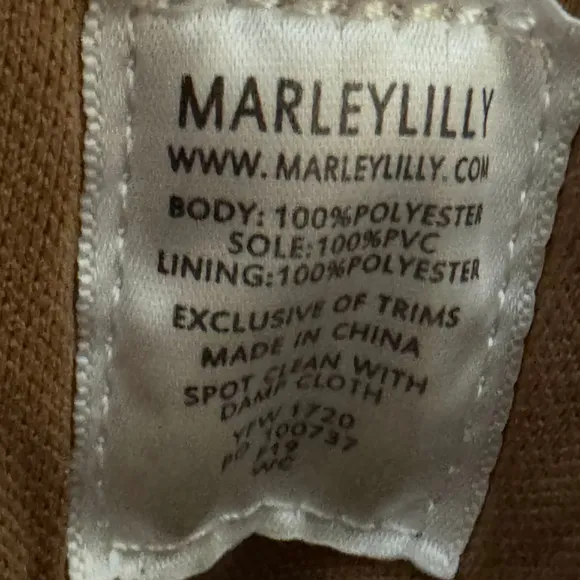 MARLEYLILLY
WWW. MARLEYLILLY.COM
BODY: 100%POLYESTER
SOLE:100%PVC
LINING:100%POLYESTER
EXCLUSIVE OF TRIMS
MADE IN CHINA
SPOT CLEAN WITH
DAMP CLOTH
YFW 1720
PO 100737
F19
WC